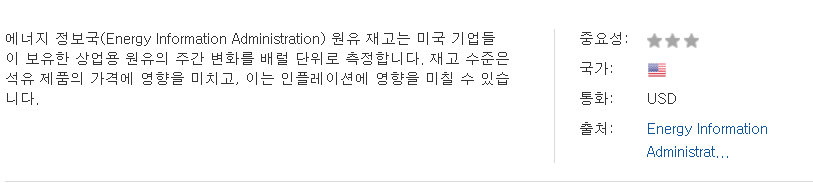 에너지 정보국(Energy Information Administration) 원유 재고는 미국 기업들
이 보유한 상업용 원유의 주간 변화를 배럴 단위로 측정합니다. 재고 수준은
석유 제품의 가격에 영향을 미치고, 이는 인플레이션에 영향을 미칠 수 있습
니다.
중요성:
국가:
통화: USD
출처: Energy Information
Administrat...